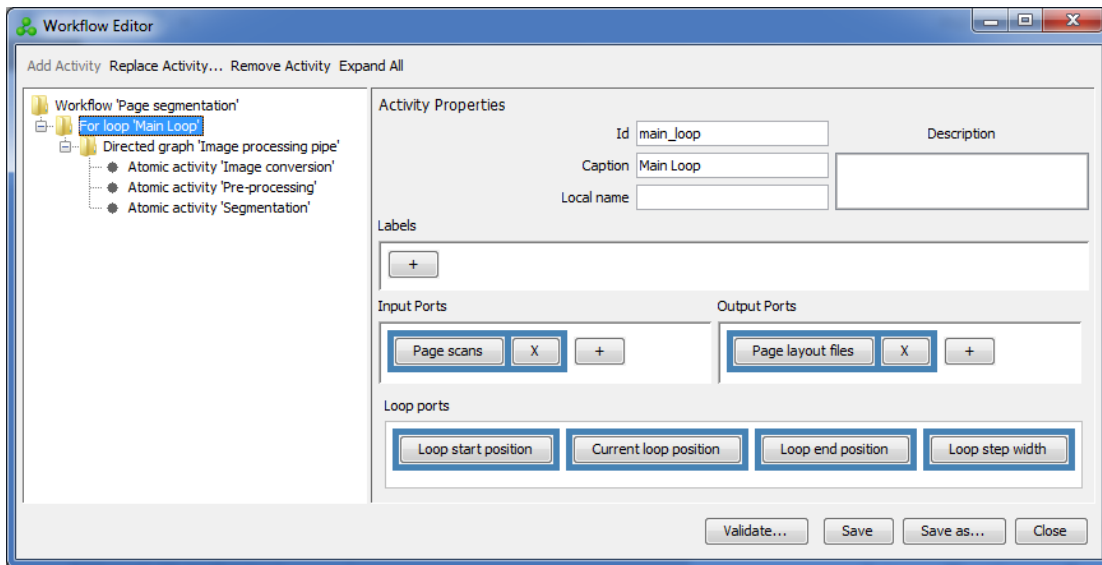 Workflow Editor
Add Activity Replace Activity... Remove Activity Expand All
Workflow 'Page segmentation'
For loop 'Main Loop'
Directed graph 'Image processing pipe'
Atomic activity 'Image conversion'
Atomic activity 'Pre-processing'
Atomic activity 'Segmentation'
Activity Properties
Id main_loop Description
Caption Main Loop
Local name
Labels
+
Input Ports Output Ports
Page scans X + Page layout files X +
Loop ports
Loop start position Current loop position Loop end position Loop step width
Validate... Save Save as... Close